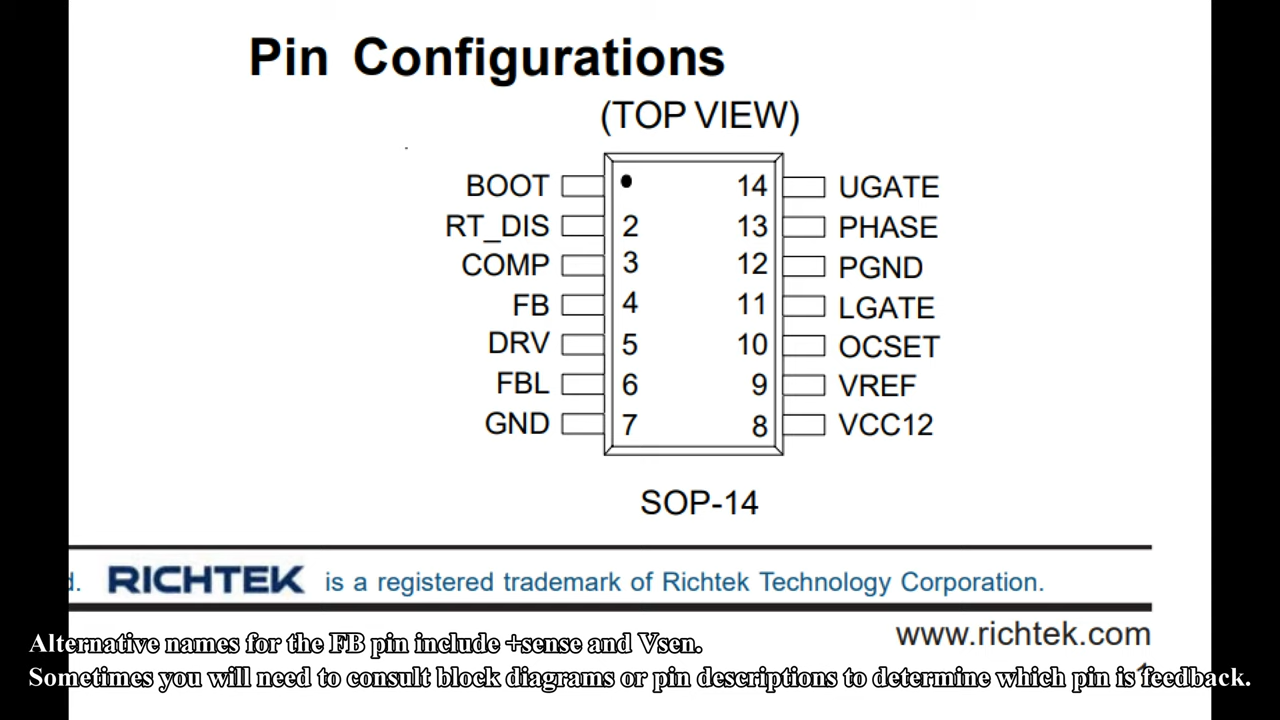 Pin Configurations
(TOP VIEW)
BOOT 14 UGATE
RT_DIS 2 13 PHASE
COMP 3 12 PGND
FB 4 11 LGATE
DRV 5 10 OCSET
FBL 6 9 VREF
GND 7 8 VCC12
SOP-14
d. RICHTEK is a registered trademark of Richtek Technology Corporation.
www.richtek.com
Alternative names for the FB pin include +sense and Vsen.
Sometimes you will need to consult block diagrams or pin descriptions to determine which pin is feedback.